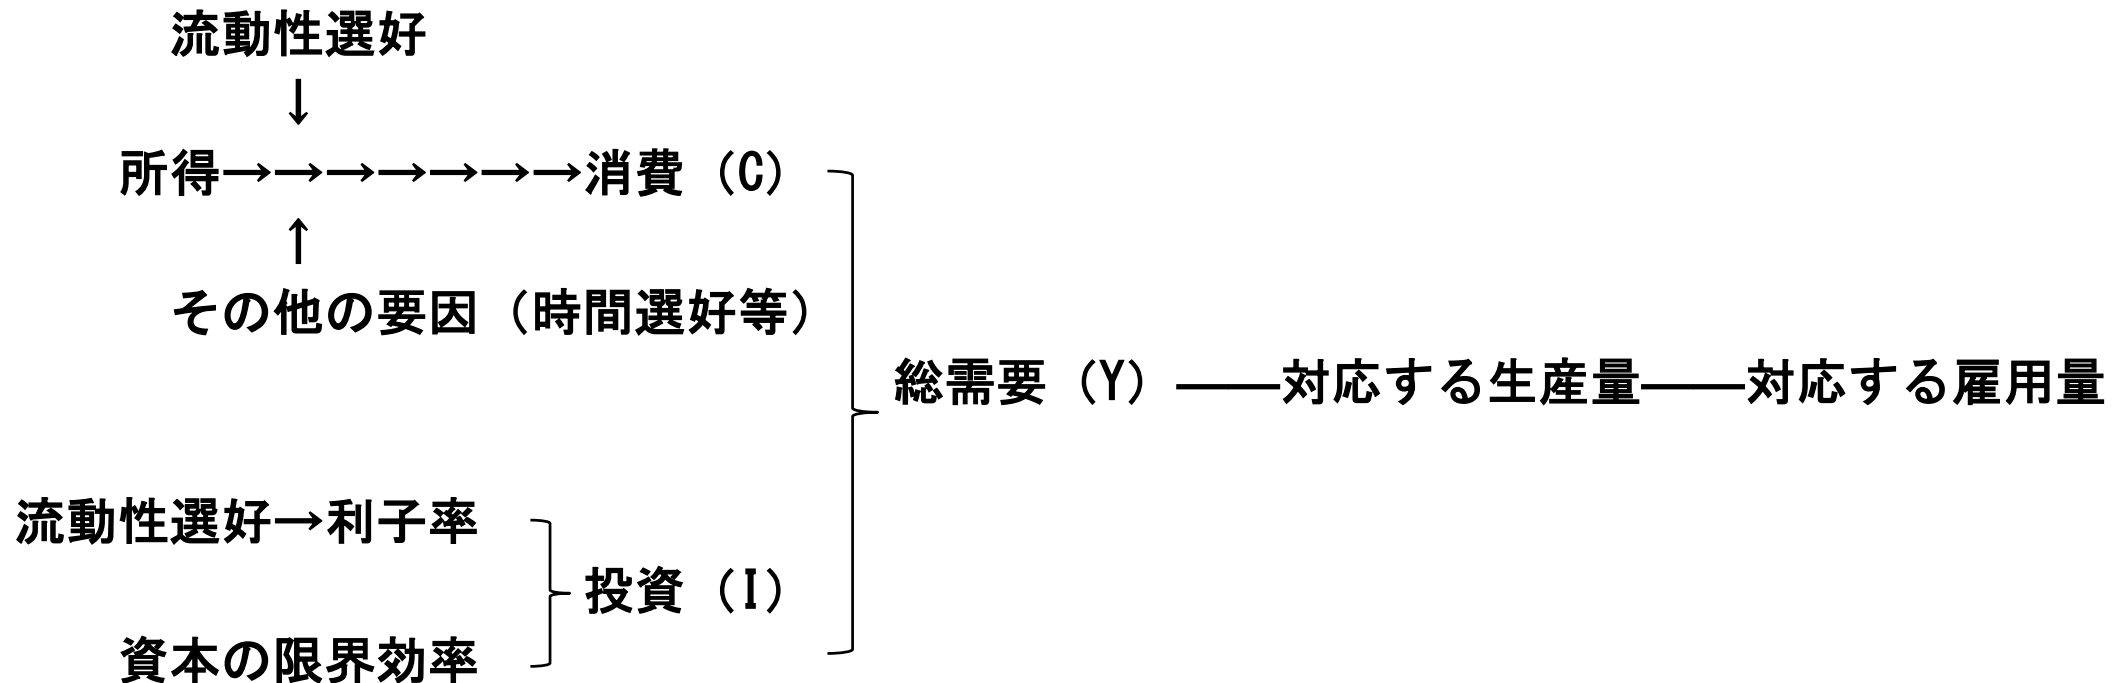 流動性選好
↓
所得→→→→→→→消費（C）
↑
その他の要因（時間選好等）
総需要（Y）――対応する生産量――対応する雇用量
流動性選好→利子率
投資（I）
資本の限界効率